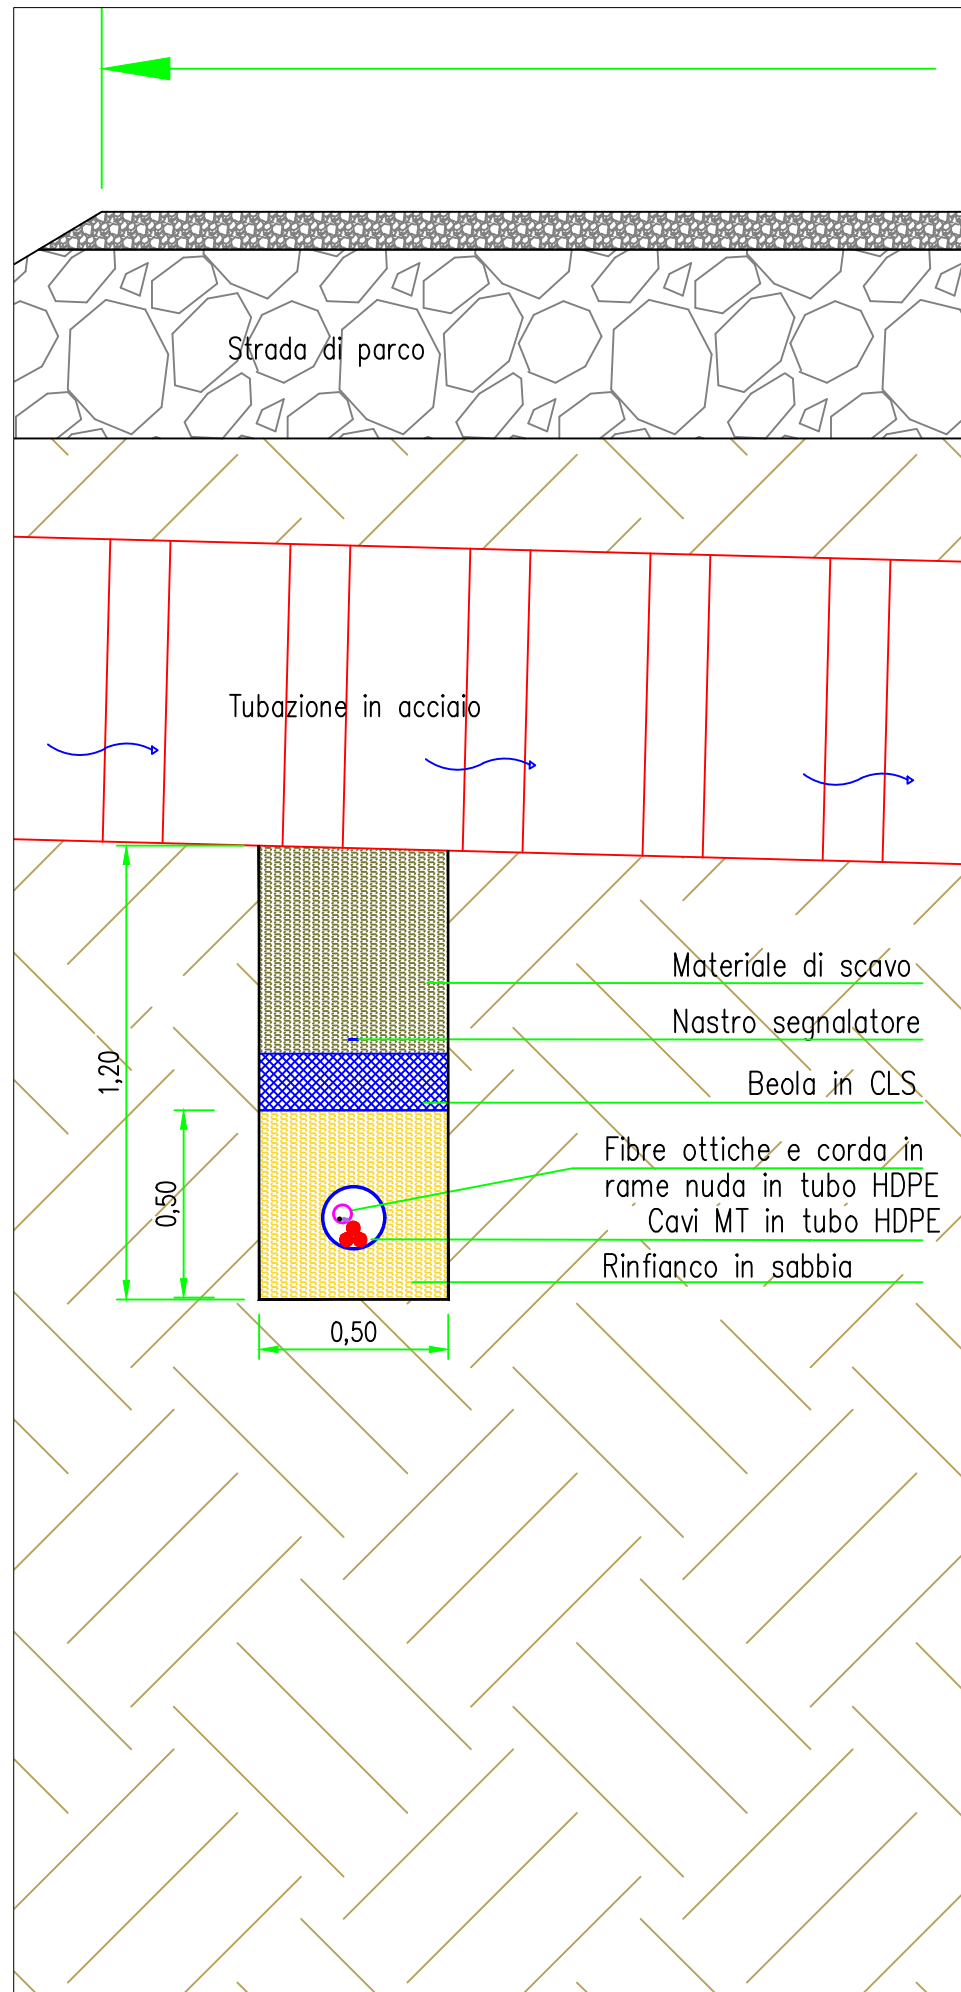 Strada di parco
Tubazione in acciaio
Materiale di scavo
Nastro segnalatore
Beola in CLS
1,20
Fibre ottiche e corda in
rame nuda in tubo HDPE
0,50
Cavi MT in tubo HDPE
Rinfianco in sabbia
0,50